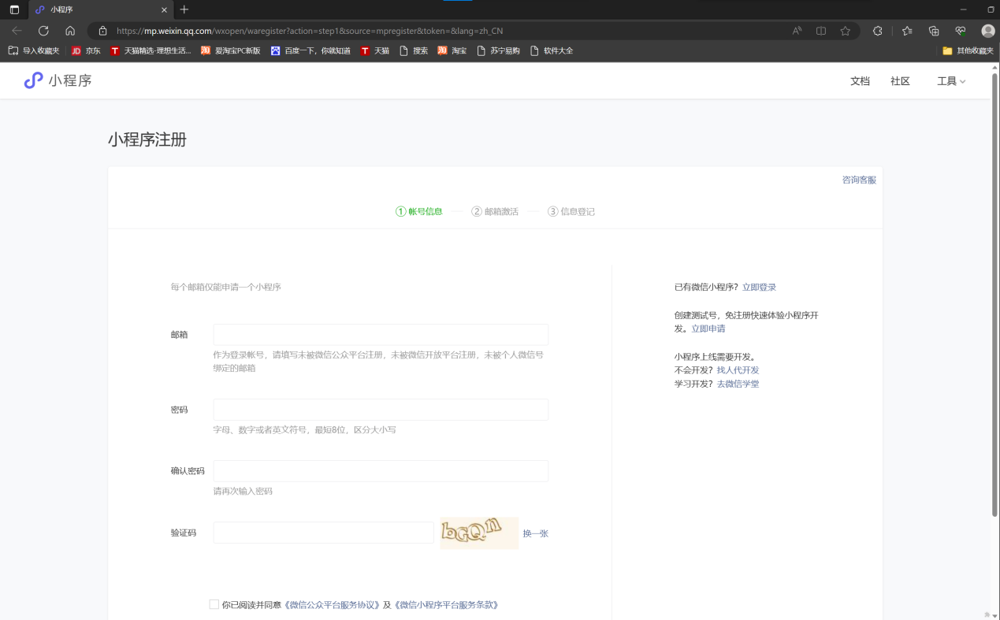 小程序
https://mp.weixin.qq.com/wxopen/waregister?action=step1&source=mpregister&token=&lang=zh_CN
导入收藏夹 JD 京东 T 天猫精选-理想生活... 淘 爱淘宝PC新版 百度一下，你就知道 T 天猫 搜索 淘 淘宝 苏宁易购 软件大全 其他收藏夹
小程序 文档 社区 工具
小程序注册
咨询客服
1 帐号信息 2 邮箱激活 3 信息登记
每个邮箱仅能申请一个小程序
邮箱
作为登录帐号，请填写未被微信公众平台注册，未被微信开放平台注册，未被个人微信号
绑定的邮箱
密码
字母、数字或者英文符号，最短8位，区分大小写
确认密码
请再次输入密码
验证码 bcQn 换一张
你已阅读并同意《微信公众平台服务协议》及《微信小程序平台服务条款》
已有微信小程序？立即登录
创建测试号，免注册快速体验小程序开
发。立即申请
小程序上线需要开发。
不会开发？找人代开发
学习开发？去微信学堂